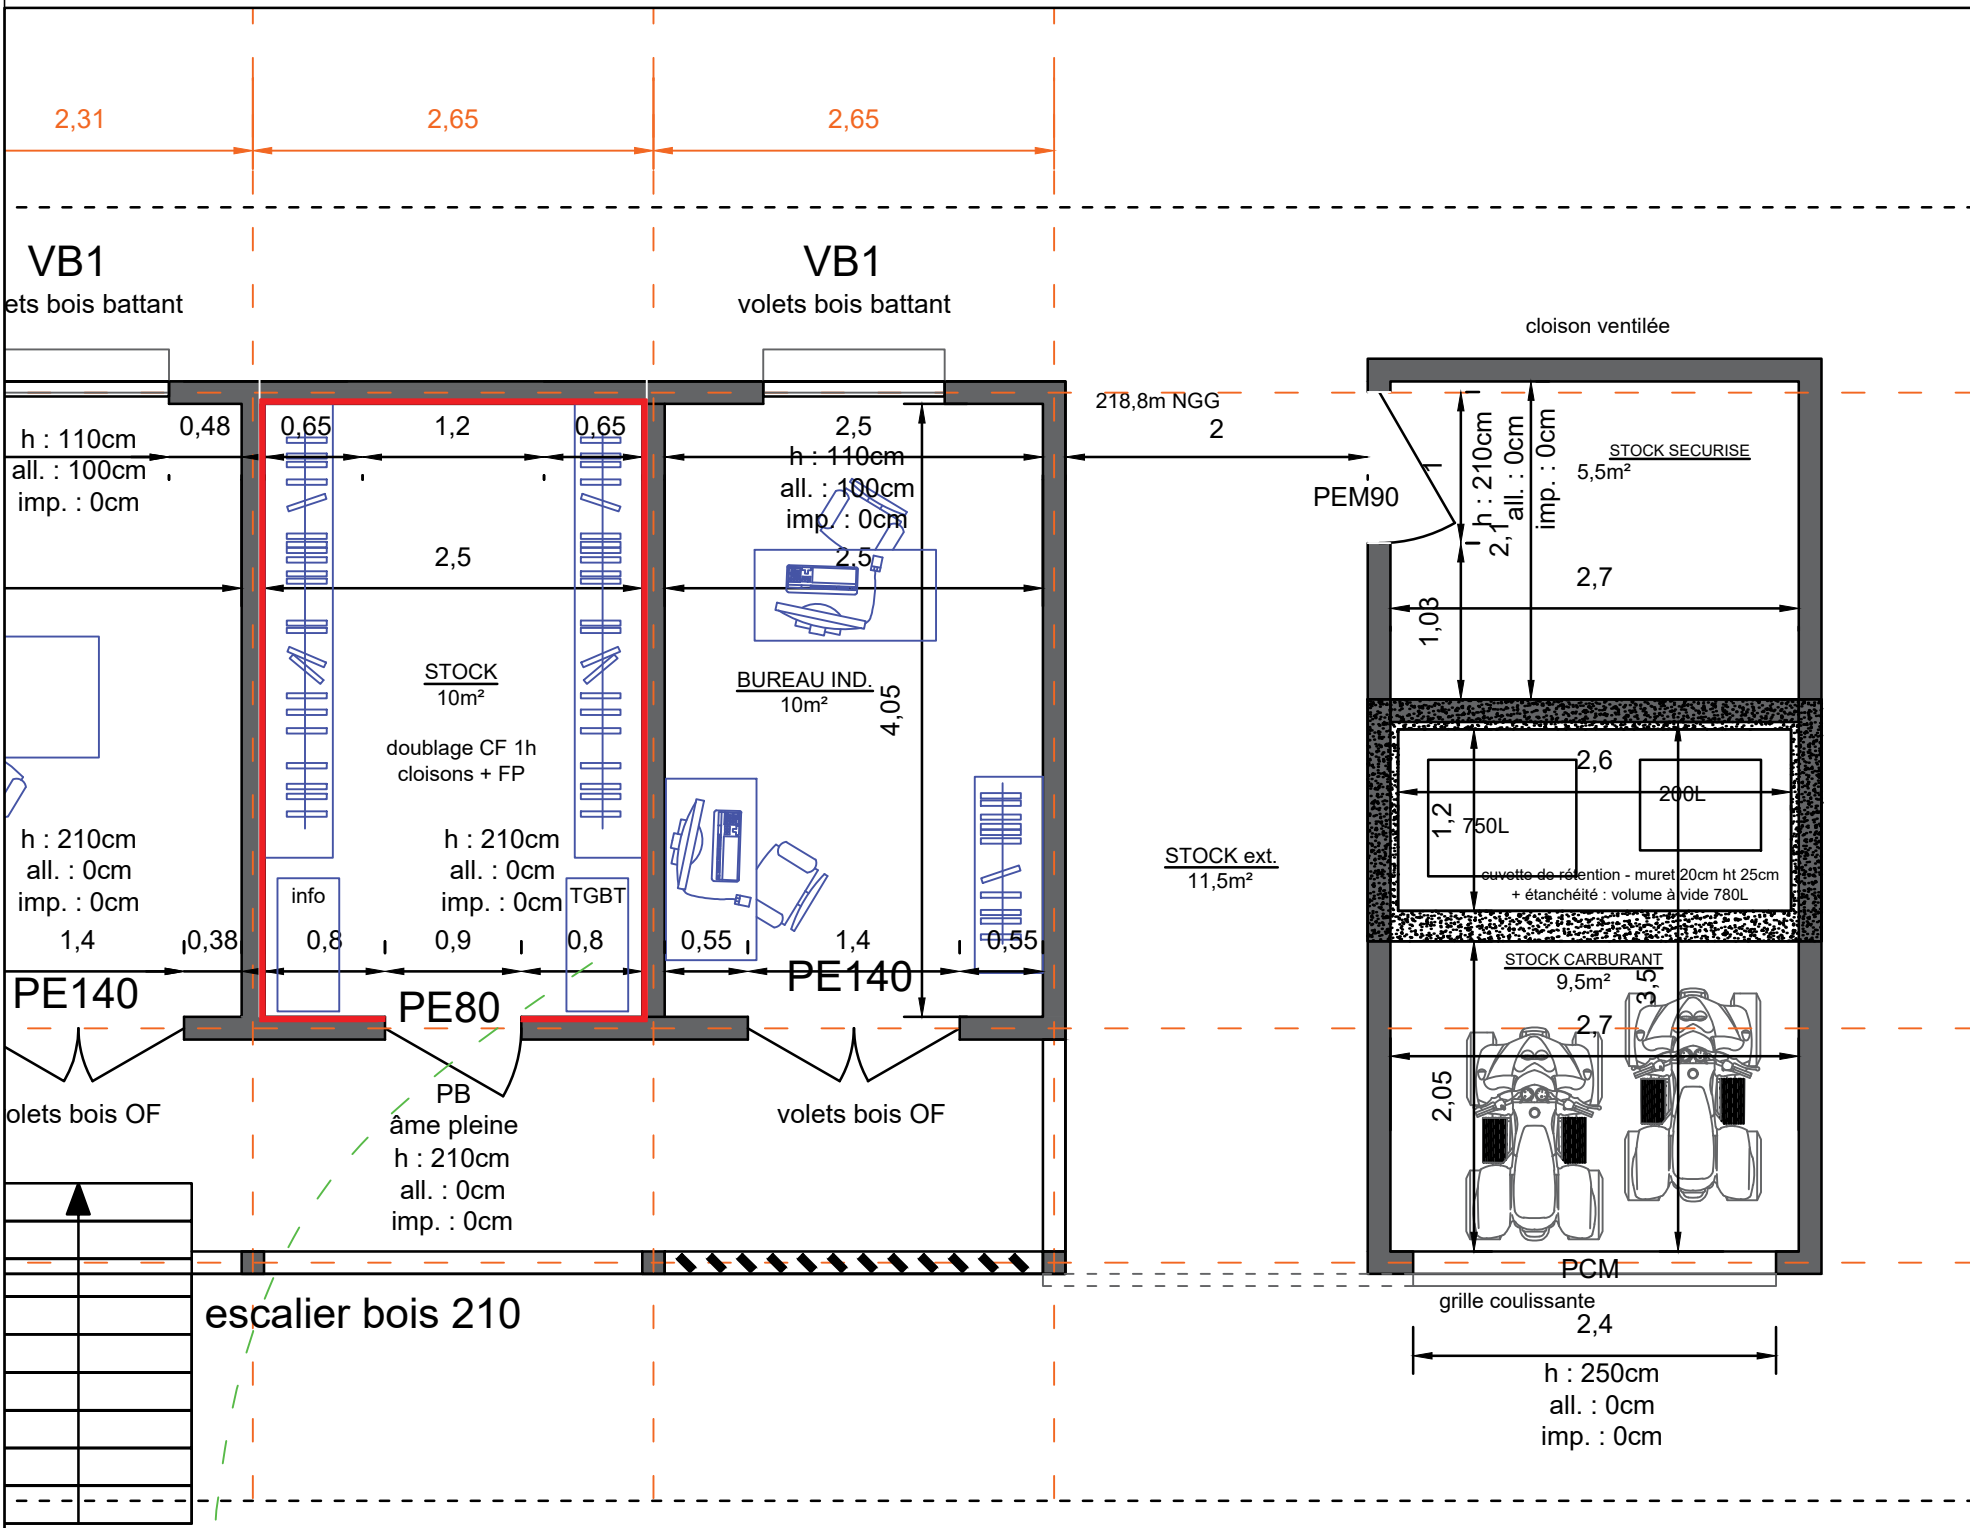 2,31
2,65
2,65
VB1
ets bois battant
VB1
volets bois battant
cloison ventilée
218,8m NGG
2
0,48
0,65
1,2
0,65
2,5
h : 110cm
all. : 100cm
imp. : 0cm
h : 110cm
all. : 100cm
imp. : 0cm
PEM90
1
h : 210cm
all. : 0cm
imp. : 0cm
2,1
STOCK SECURISE
5,5m²
2,5
2,5
2,7
1,03
STOCK
10m²
doublage CF 1h
cloisons + FP
BUREAU IND.
10m²
4,05
2,6
1,2
750L
200L
cuvette de rétention - muret 20cm ht 25cm
+ étanchéité : volume à vide 780L
h : 210cm
all. : 0cm
imp. : 0cm
h : 210cm
all. : 0cm
imp. : 0cm
info
TGBT
STOCK ext.
11,5m²
1,4
0,38
0,8
0,9
0,8
0,55
1,4
0,55
PE140
PE80
PE140
STOCK CARBURANT
9,5m²
3,5
2,7
2,05
olets bois OF
PB
âme pleine
h : 210cm
all. : 0cm
imp. : 0cm
volets bois OF
escalier bois 210
PCM
grille coulissante
2,4
h : 250cm
all. : 0cm
imp. : 0cm